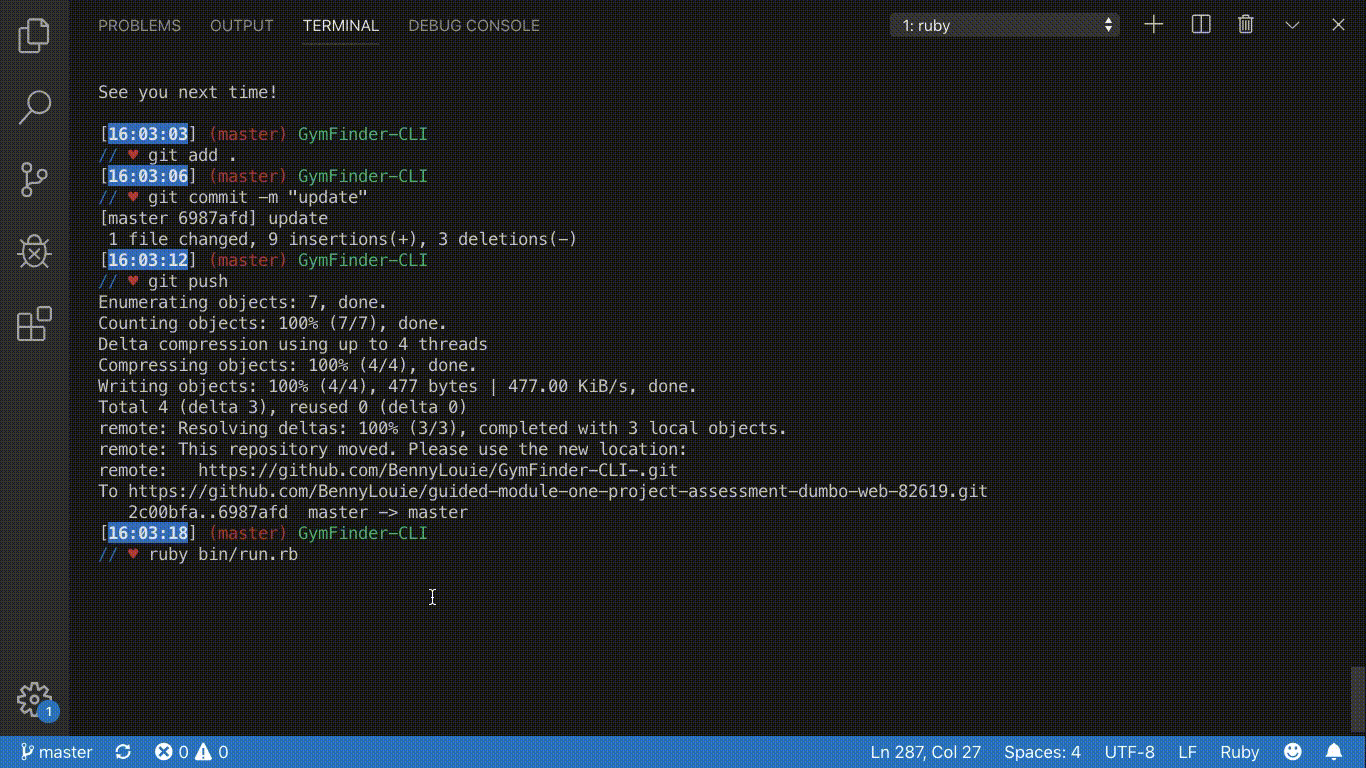 PROBLEMS OUTPUT TERMINAL DEBUG CONSOLE 1: ruby
See you next time!
[16:03:03] (master) GymFinder-CLI
// ♥ git add .
[16:03:06] (master) GymFinder-CLI
// ♥ git commit -m "update"
[master 6987afd] update
1 file changed, 9 insertions(+), 3 deletions(-)
[16:03:12] (master) GymFinder-CLI
// ♥ git push
Enumerating objects: 7, done.
Counting objects: 100% (7/7), done.
Delta compression using up to 4 threads
Compressing objects: 100% (4/4), done.
Writing objects: 100% (4/4), 477 bytes | 477.00 KiB/s, done.
Total 4 (delta 3), reused 0 (delta 0)
remote: Resolving deltas: 100% (3/3), completed with 3 local objects.
remote: This repository moved. Please use the new location:
remote:   https://github.com/BennyLouie/GymFinder-CLI-.git
To https://github.com/BennyLouie/guided-module-one-project-assessment-dumbo-web-82619.git
2c00bfa..6987afd  master -> master
[16:03:18] (master) GymFinder-CLI
// ♥ ruby bin/run.rb
1
master 0 0 Ln 287, Col 27 Spaces: 4 UTF-8 LF Ruby